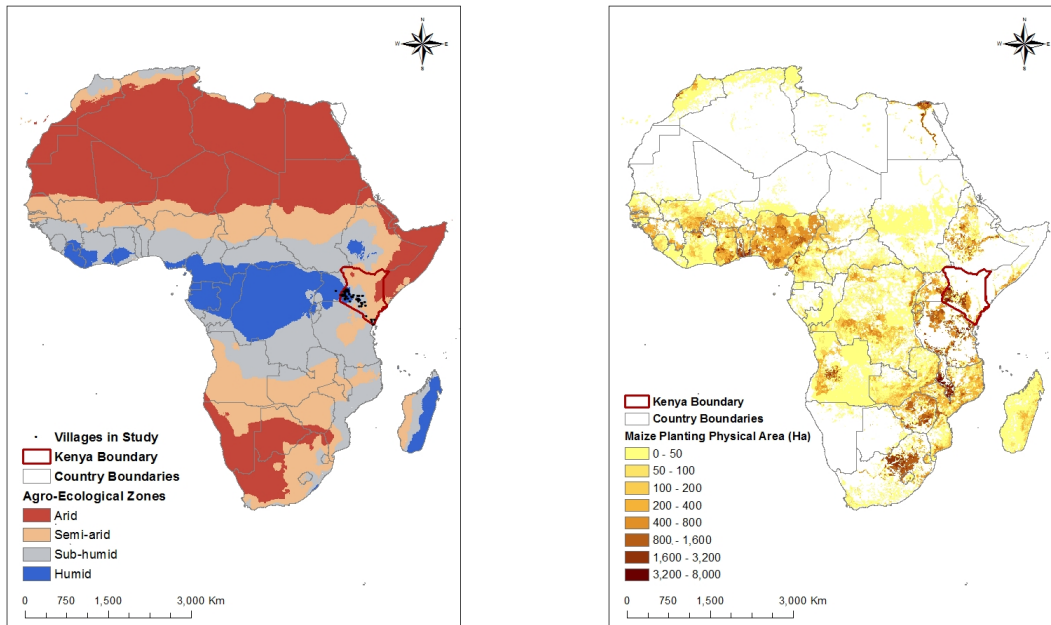 N
W
E
S
Villages in Study
Kenya Boundary
Country Boundaries
Agro-Ecological Zones
Arid
Semi-arid
Sub-humid
Humid
0 750 1,500 3,000 Km
N
W
E
S
Kenya Boundary
Country Boundaries
Maize Planting Physical Area (Ha)
0 - 50
50 - 100
100 - 200
200 - 400
400 - 800
800 - 1,600
1,600 - 3,200
3,200 - 8,000
0 750 1,500 3,000 Km